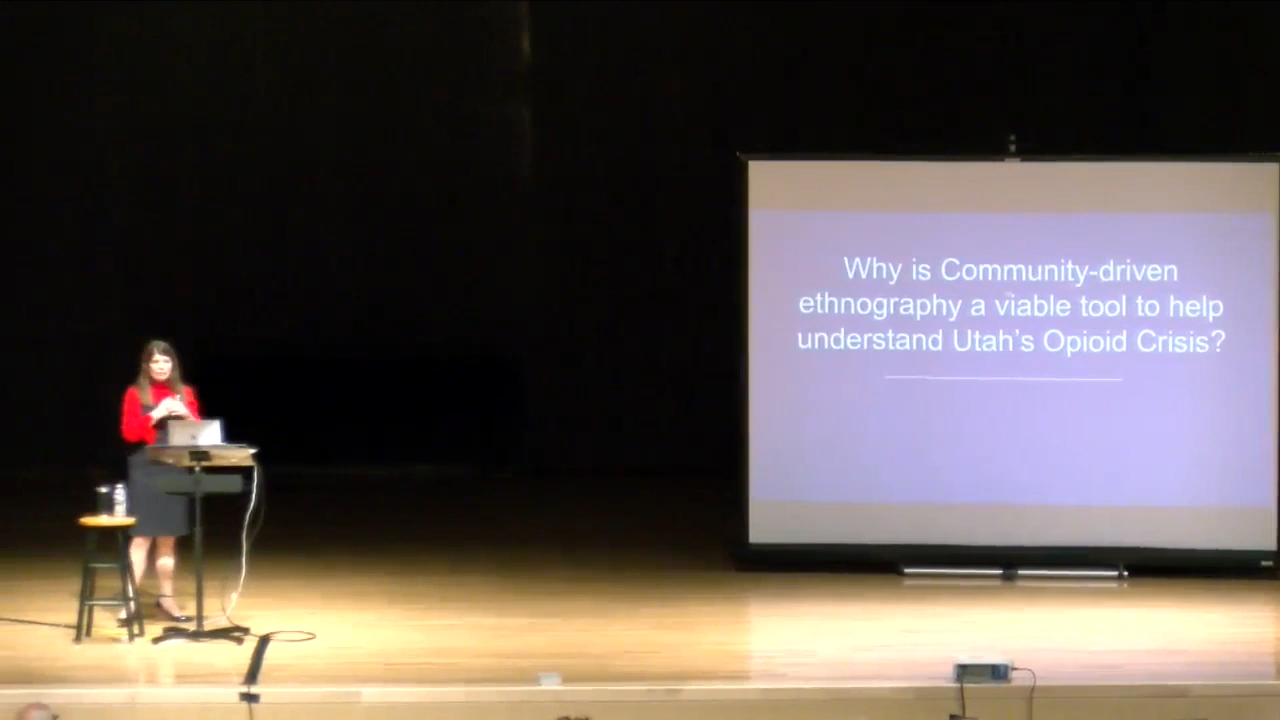 Why is Community-driven
ethnography a viable tool to help
understand Utah's Opioid Crisis?